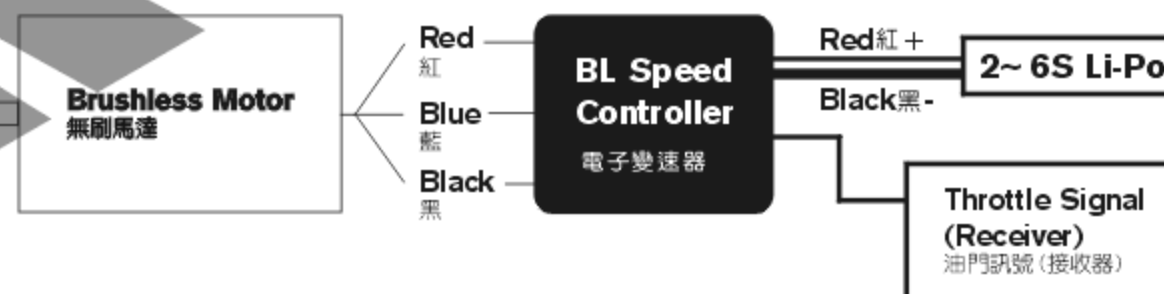 Brushless Motor
無刷馬達
Red
紅
Blue
藍
Black
黑
BL Speed
Controller
電子變速器
Red紅+
Black黑-
2~6S Li-Po
Throttle Signal
(Receiver)
油門訊號(接收器)